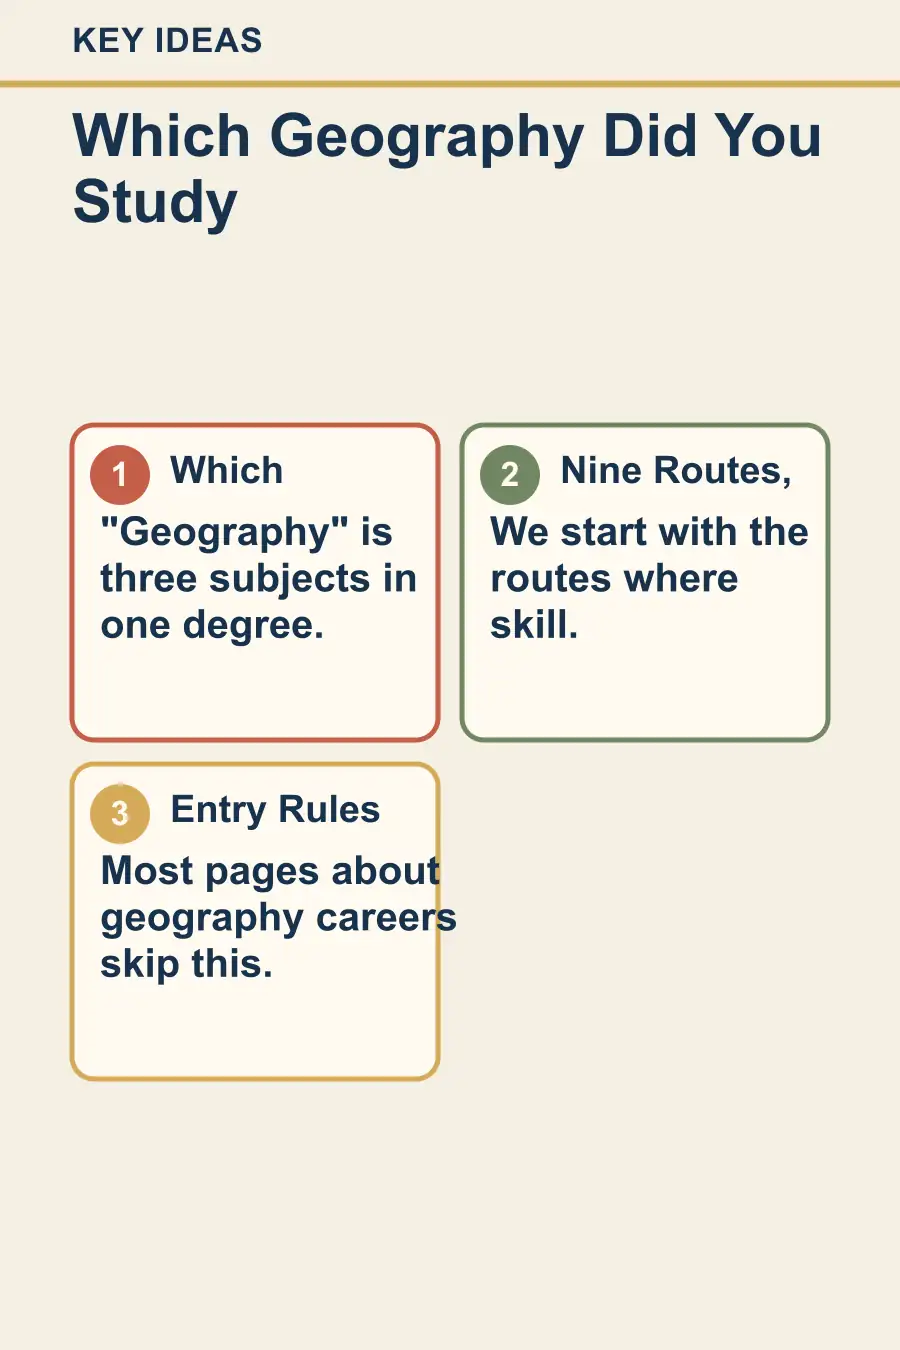 KEY IDEAS
Which Geography Did You
Study
1 Which
"Geography" is
three subjects in
one degree.
2 Nine Routes,
We start with the
routes where
skill.
3 Entry Rules
Most pages about
geography careers
skip this.